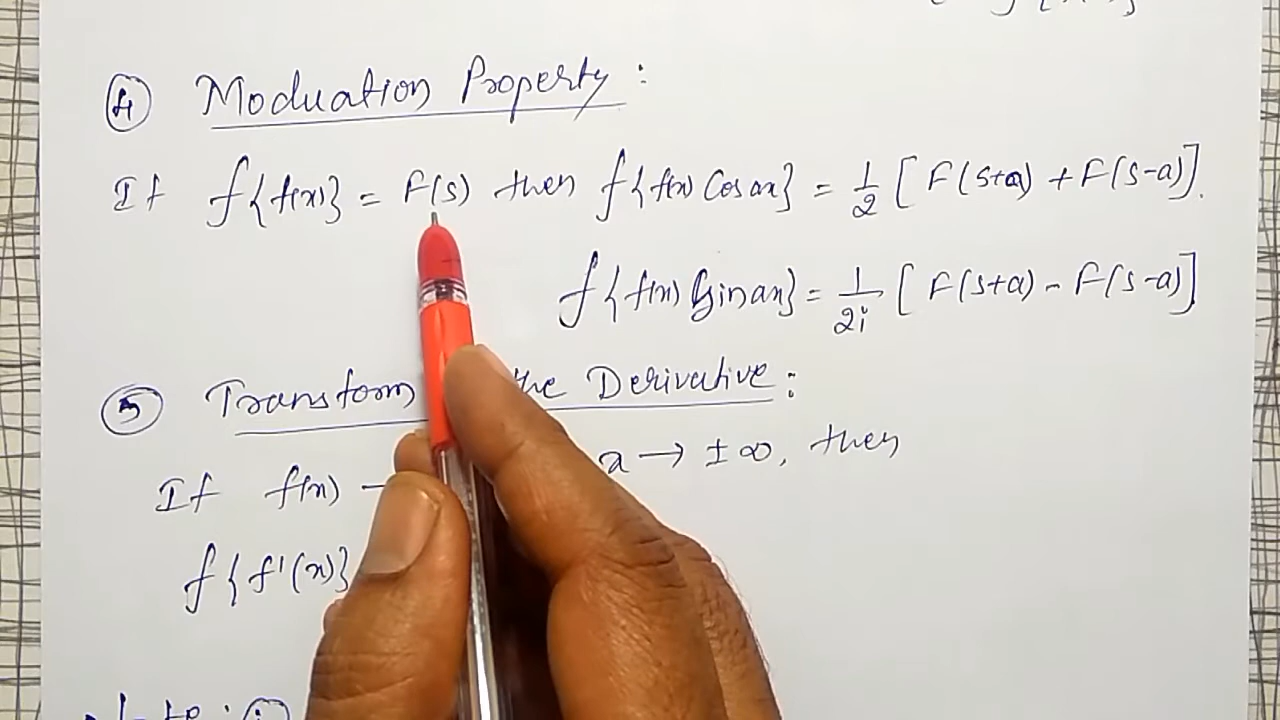 ④ Moduation Property :
If f{f(x)} = F(s) then f{f(x) Cos ax} = 1/2 [F(s+a) + F(s-a)].
f{f(x) Sin ax} = 1/2i [F(s+a) - F(s-a)]
⑤ Transform the Derivative :
If f(x) → ± ∞, then
f{f'(x)}
Note : (i)